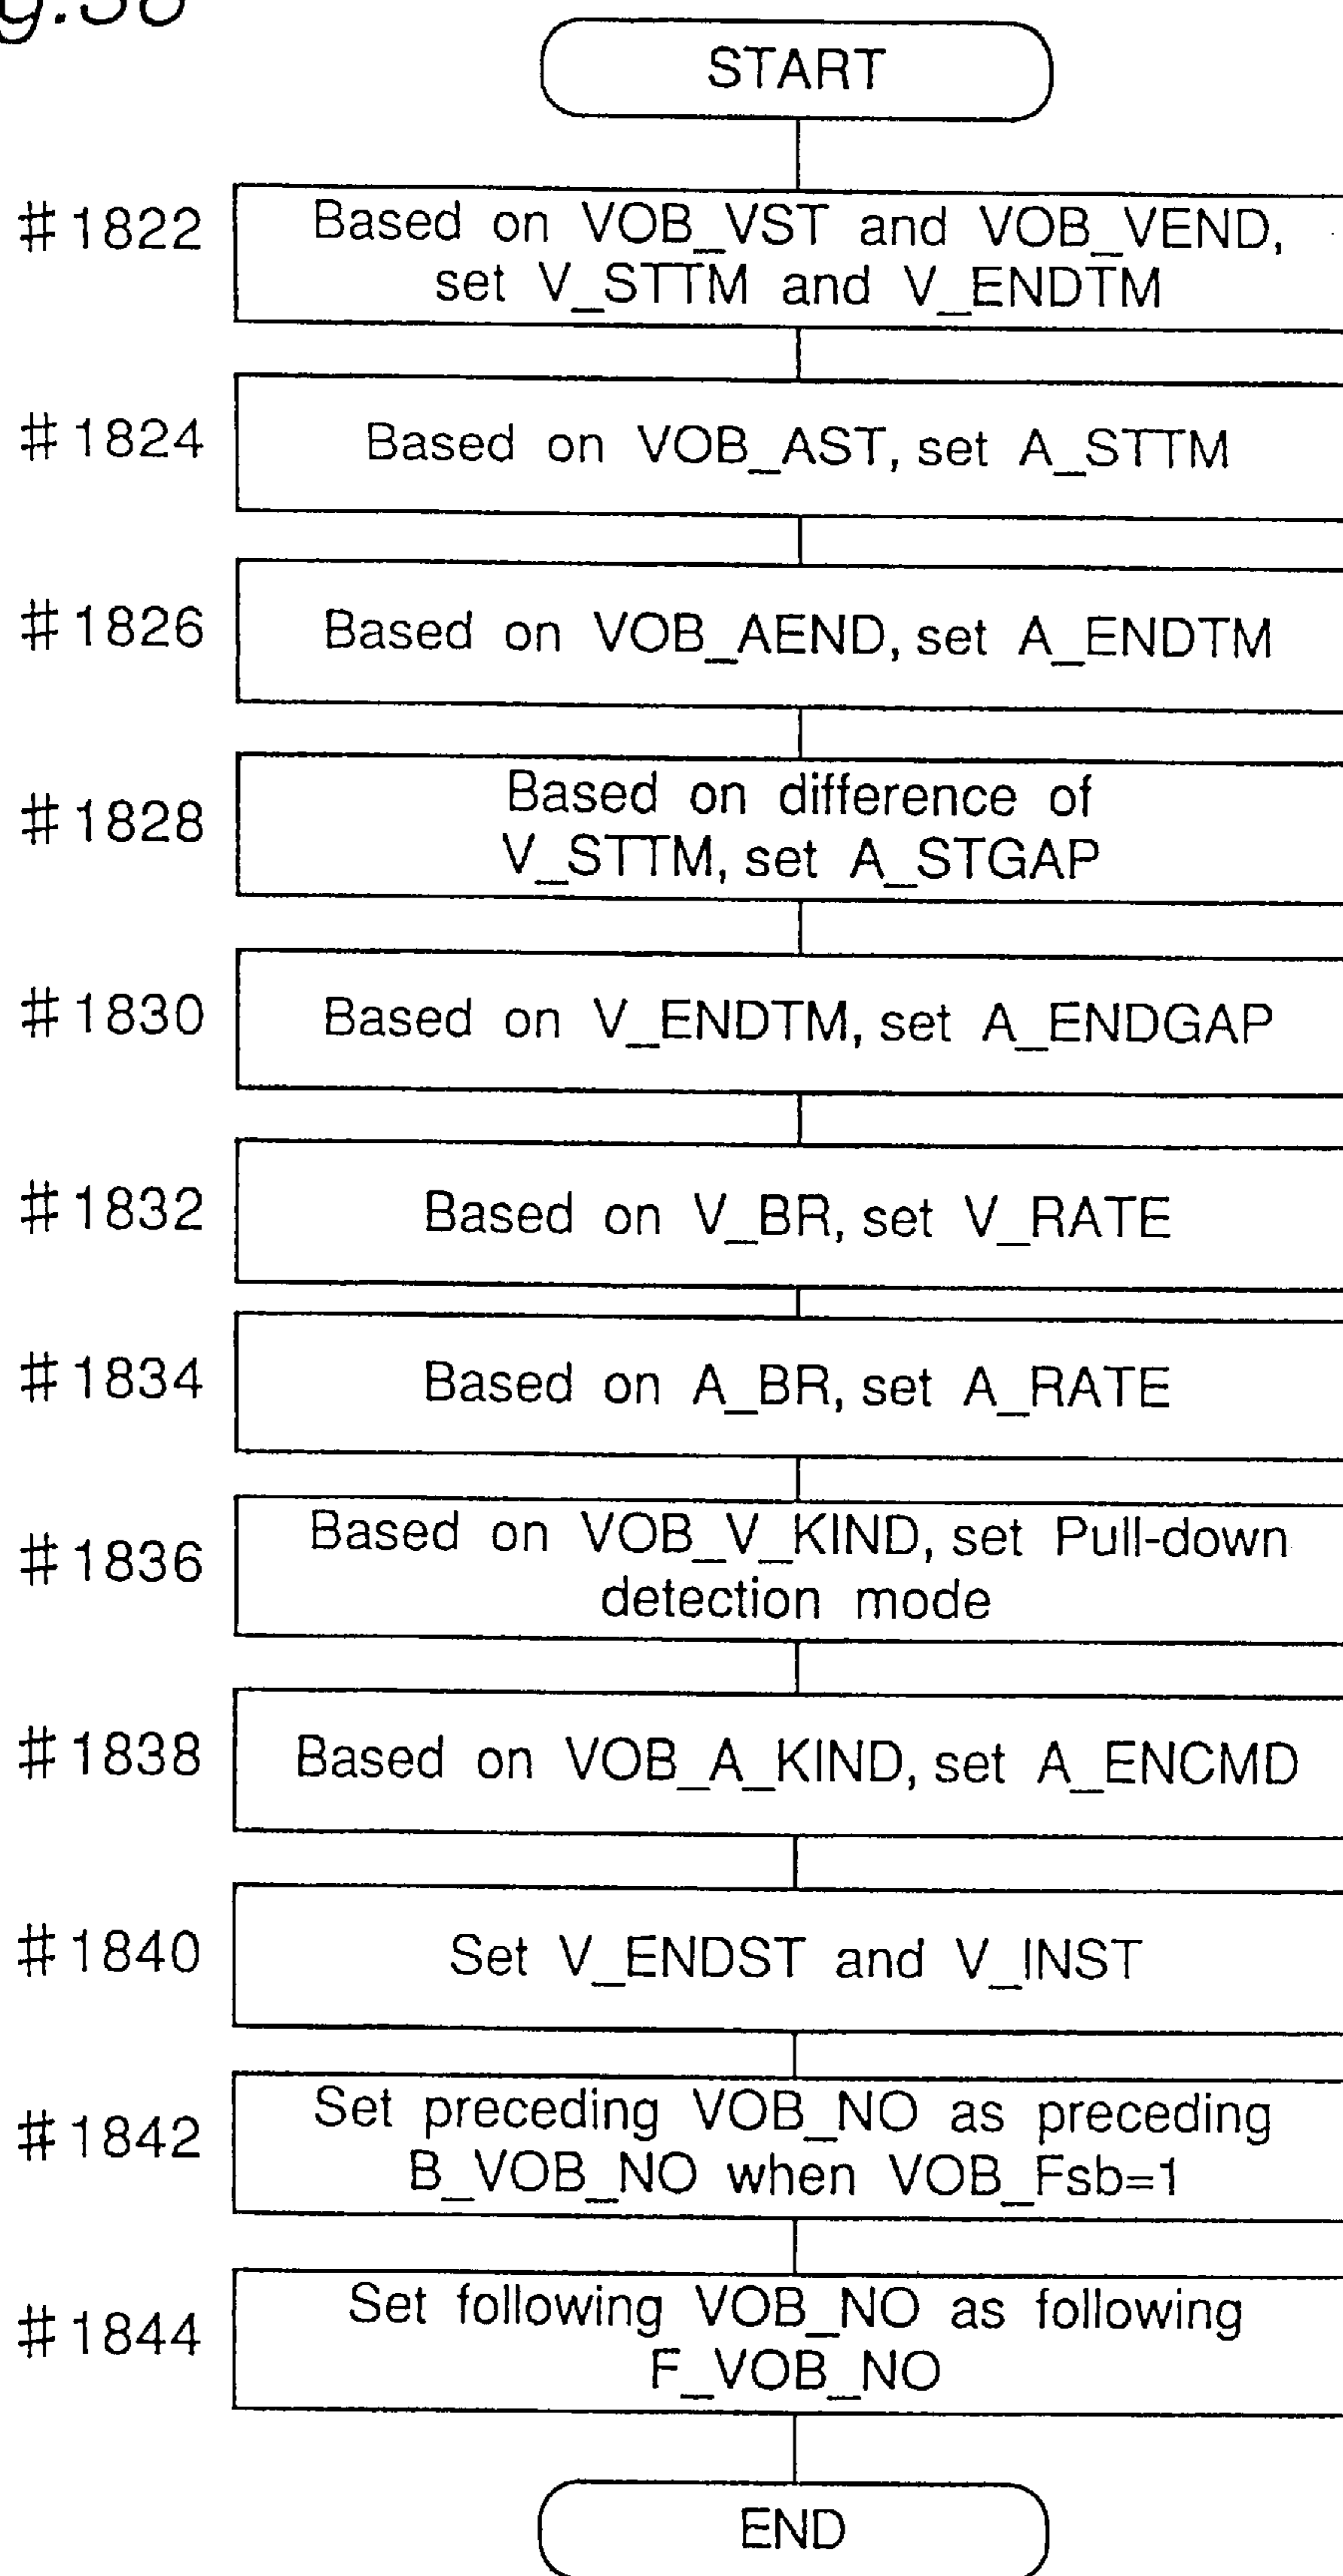 START
#1822
Based on VOB_VST and VOB_VEND,
set V_STTM and V_ENDTM
#1824
Based on VOB_AST, set A_STTM
#1826
Based on VOB_AEND, set A_ENDTM
#1828
Based on difference of
V_STTM, set A_STGAP
#1830
Based on V_ENDTM, set A_ENDGAP
#1832
Based on V_BR, set V_RATE
#1834
Based on A_BR, set A_RATE
#1836
Based on VOB_V_KIND, set Pull-down
detection mode
#1838
Based on VOB_A_KIND, set A_ENCMD
#1840
Set V_ENDST and V_INST
#1842
Set preceding VOB_NO as preceding
B_VOB_NO when VOB_Fsb=1
#1844
Set following VOB_NO as following
F_VOB_NO
END